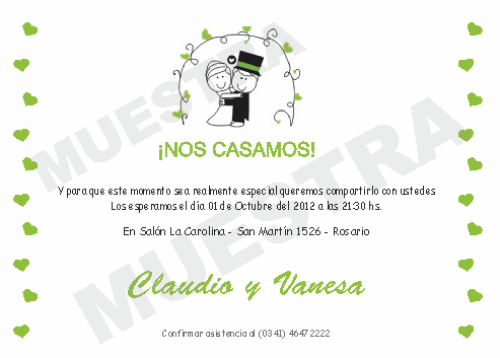 MUESTRA
MUESTRA
¡NOS CASAMOS!
Y para que este momento sea realmente especial queremos compartirlo con ustedes
Los esperamos el día 01 de Octubre del 2012 a las 21:30 hs.
En Salón La Carolina - San Martín 1526 - Rosario
Claudio y Vanesa
Confirmar asistencia al (0341) 46472222